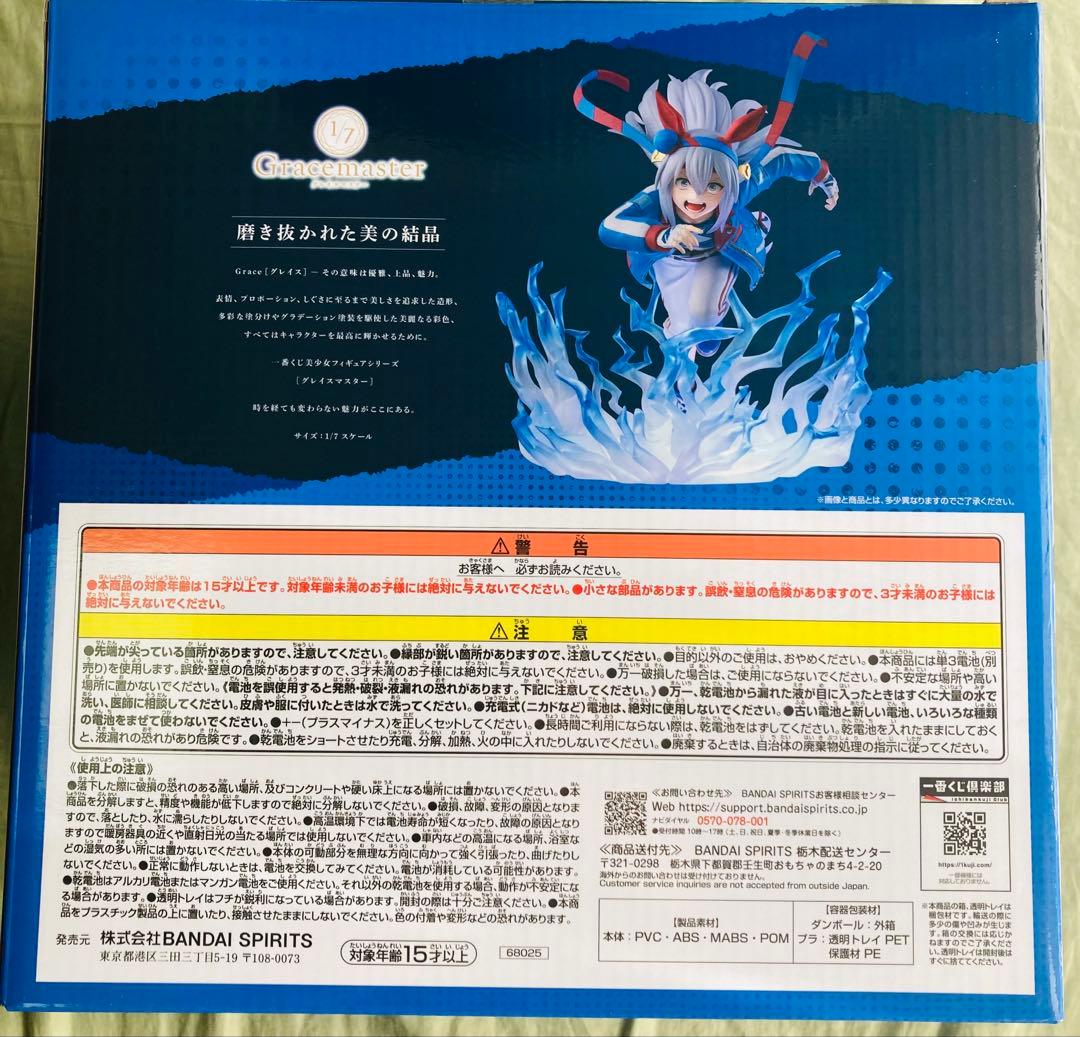 1/7
Gracemaster
グレイスマスター
磨き抜かれた美の結晶
Grace［グレイス］— その意味は優雅、上品、魅力。
表情、プロポーション、しぐさに至るまで美しさを追求した造形、
多彩な塗分けやグラデーション塗装を駆使した美麗なる彩色、
すべてはキャラクターを最高に輝かせるために。
一番くじ美少女フィギュアシリーズ
［グレイスマスター］
時を経ても変わらない魅力がここにある。
サイズ：1/7 スケール
※画像と商品とは、多少異なりますのでご了承ください。
⚠警告
お客様へ 必ずお読みください。
●本商品の対象年齢は15才以上です。対象年齢未満のお子様には絶対に与えないでください。●小さな部品があります。誤飲・窒息の危険がありますので、3才未満のお子様には
絶対に与えないでください。
⚠注意
●先端が尖っている箇所がありますので、注意してください。●縁部が鋭い箇所がありますので、注意してください。●目的以外のご使用は、おやめください。●本商品には単3電池(別
売り)を使用します。誤飲・窒息の危険がありますので、3才未満のお子様には絶対に与えないでください。●万一破損した場合は、ご使用にならないでください。●不安定な場所や高い
場所に置かないでください。《電池を誤使用すると発熱・破裂・液漏れの恐れがあります。下記に注意してください。》●万一、乾電池から漏れた液が目に入ったときはすぐに大量の水で
洗い、医師に相談してください。皮膚や服に付いたときは水で洗ってください。●充電式(ニカドなど)電池は、絶対に使用しないでください。●古い電池と新しい電池、いろいろな種類
の電池をまぜて使わないでください。●+−(プラスマイナス)を正しくセットしてください。●長時間ご利用にならない際は、乾電池をはずしてください。乾電池を入れたままにしておく
と、液漏れの恐れがあり危険です。●乾電池をショートさせたり充電、分解、加熱、火の中に入れたりしないでください。●廃棄するときは、自治体の廃棄物処理の指示に従ってください。
《使用上の注意》
●落下した際に破損の恐れのある高い場所、及びコンクリートや硬い床上になる場所には置かないでください。●本
商品を分解しますと、精度や機能が低下しますので絶対に分解しないでください。●破損、故障、変形の原因となりま
すので、落としたり、水に濡らしたりしないでください。●高温環境下では電池寿命が短くなったり、故障の原因となり
ますので暖房器具の近くや直射日光の当たる場所では使用しないでください。●車内などの高温になる場所、浴室な
どの湿気の多い所には置かないでください。●本体の可動部分を無理な方向に向かって強く引張ったり、曲げたりし
ないでください。●正常に動作しないときは、電池を交換してみてください。電池が消耗している可能性があります。
●乾電池はアルカリ電池またはマンガン電池をご使用ください。それ以外の乾電池を使用する場合、動作が不安定にな
る場合があります。●透明トレイはフチが鋭利になっている場合があります。開封の際は十分ご注意ください。●本商
品をプラスチック製品の上に置いたり、接触させたままにしないでください。色の付着や変形などの恐れがあります。
発売元 株式会社BANDAI SPIRITS
東京都港区三田三丁目5-19 〒108-0073
対象年齢15才以上
68025
≪お問い合わせ先≫ BANDAI SPIRITSお客様相談センター
Web https://support.bandaispirits.co.jp
ナビダイヤル 0570-078-001
●受付時間 10時〜17時（土、日、祝日、夏季・冬季休業日を除く）
≪商品送付先≫ BANDAI SPIRITS 栃木配送センター
〒321-0298 栃木県下都賀郡壬生町おもちゃのまち4-2-20
海外からのお問い合わせは受け付けておりません。
Customer service inquiries are not accepted from outside Japan.
一番くじ倶楽部
Ichibankuji Club
https://1kuji.com/
一部機種には
対応しておりません。
【製品素材】
本体：PVC・ABS・MABS・POM
【容器包装材】
ダンボール：外箱
プラ：透明トレイ PET
保護材 PE
※本商品の箱、透明トレイは
梱包材です。輸送の際に
多少の傷や凹みが生じま
す。箱の交換には応じか
ねますのでご了承くださ
い。透明トレイは開封後は
すぐに捨ててください。